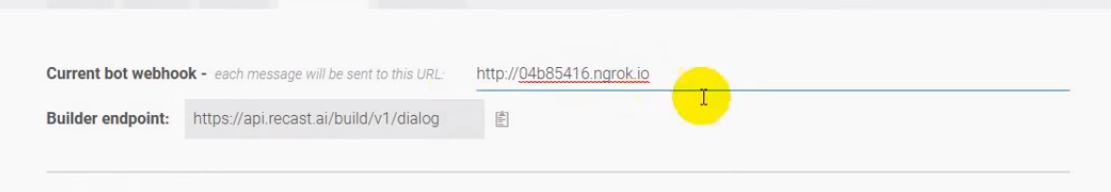 Current bot webhook - each message will be sent to this URL: http://04b85416.ngrok.io
Builder endpoint: https://api.recast.ai/build/v1/dialog